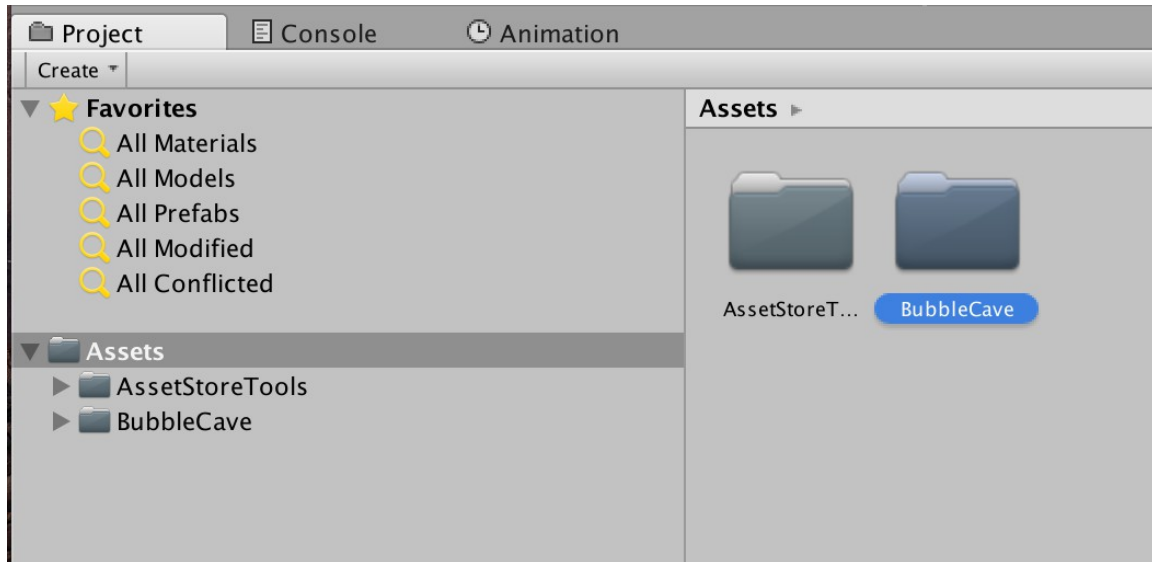 Project Console Animation
Create
Favorites
All Materials
All Models
All Prefabs
All Modified
All Conflicted
Assets
AssetStoreTools
BubbleCave
Assets
AssetStoreT... BubbleCave